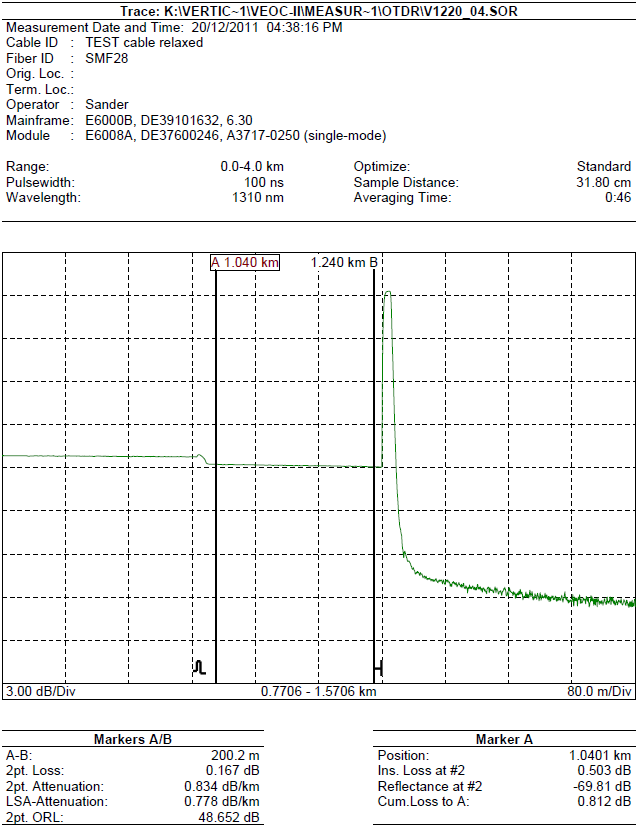 Trace: K:\VERTIC~1\VEOC-II\MEASUR~1\OTDR\V1220_04.SOR
Measurement Date and Time: 20/12/2011 04:38:16 PM
Cable ID : TEST cable relaxed
Fiber ID : SMF28
Orig. Loc. :
Term. Loc.:
Operator : Sander
Mainframe: E6000B, DE39101632, 6.30
Module : E6008A, DE37600246, A3717-0250 (single-mode)
Range: 0.0-4.0 km Optimize: Standard
Pulsewidth: 100 ns Sample Distance: 31.80 cm
Wavelength: 1310 nm Averaging Time: 0:46
A 1.040 km 1.240 km B
3.00 dB/Div 0.7706 - 1.5706 km 80.0 m/Div
Markers A/B
A-B: 200.2 m
2pt. Loss: 0.167 dB
2pt. Attenuation: 0.834 dB/km
LSA-Attenuation: 0.778 dB/km
2pt. ORL: 48.652 dB
Marker A
Position: 1.0401 km
Ins. Loss at #2 0.503 dB
Reflectance at #2 -69.81 dB
Cum.Loss to A: 0.812 dB